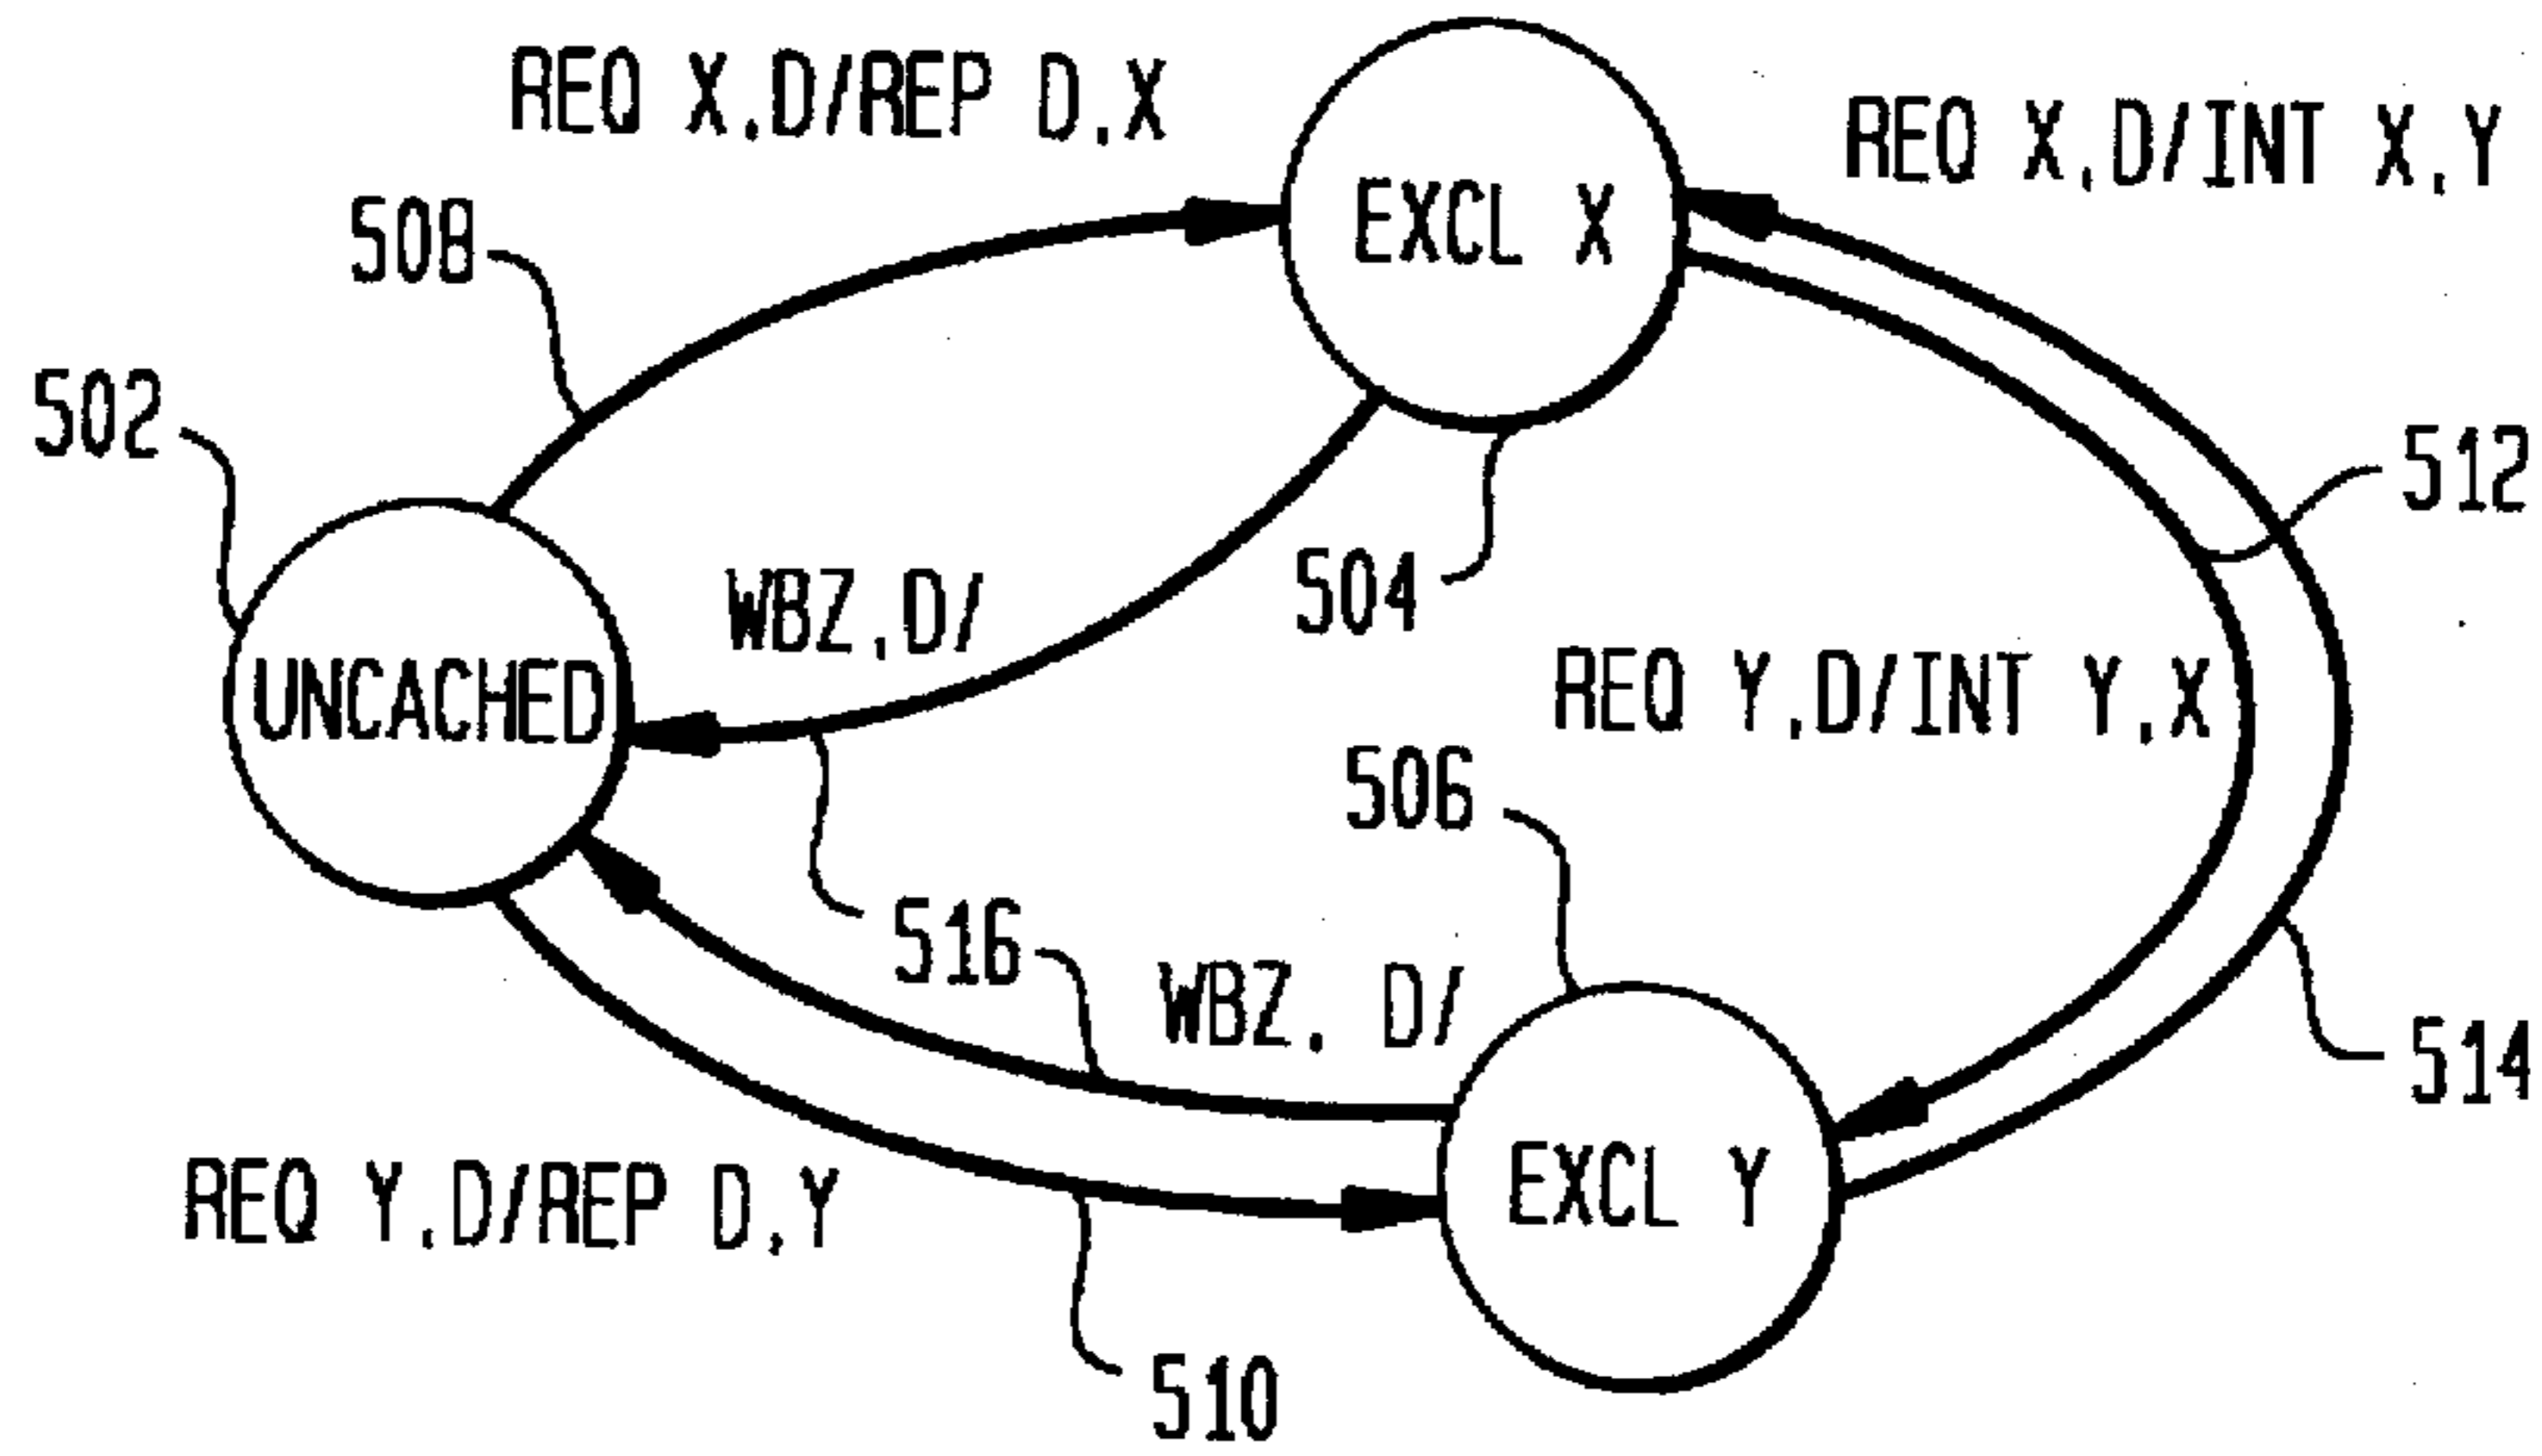 REQ X,D/REP D,X
REQ X,D/INT X,Y
508
EXCL X
502
512
504
WBZ,D/
UNCACHED
REQ Y,D/INT Y,X
506
516
WBZ, D/
514
REQ Y,D/REP D,Y
EXCL Y
510